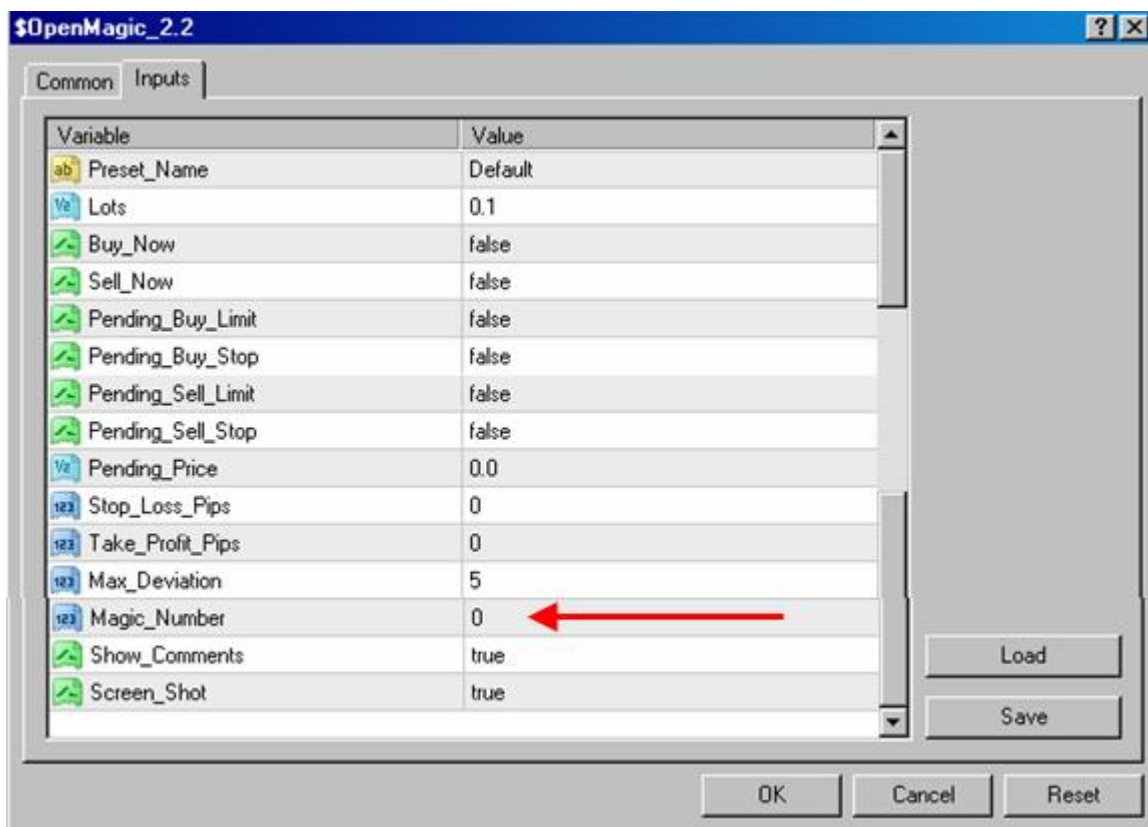 $OpenMagic_2.2
Common Inputs
Variable Value
Preset_Name Default
Lots 0.1
Buy_Now false
Sell_Now false
Pending_Buy_Limit false
Pending_Buy_Stop false
Pending_Sell_Limit false
Pending_Sell_Stop false
Pending_Price 0.0
Stop_Loss_Pips 0
Take_Profit_Pips 0
Max_Deviation 5
Magic_Number 0
Show_Comments true
Load
Screen_Shot true
Save
OK Cancel Reset